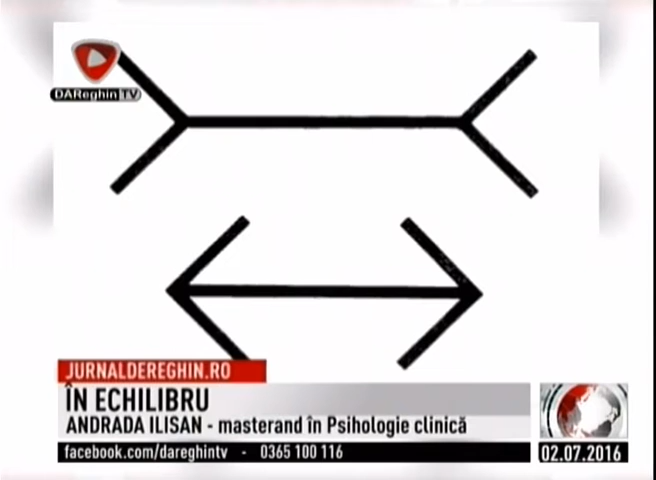 DAReghin TV
JURNALDEREGHIN.RO
ÎN ECHILIBRU
ANDRADA ILISAN - masterand în Psihologie clinică
facebook.com/dareghintv - 0365 100 116
02.07.2016